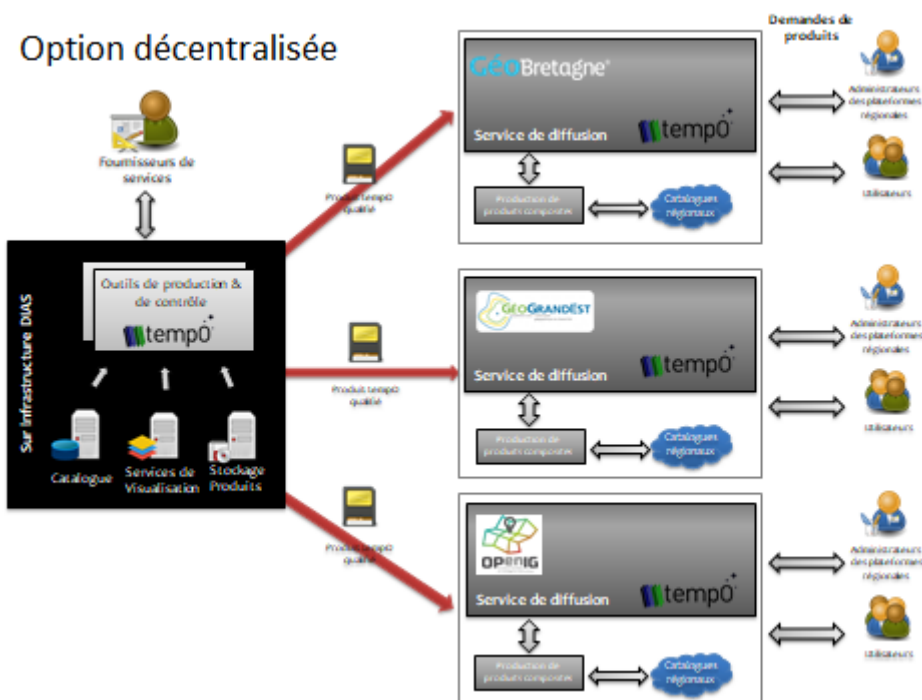 Option décentralisée
Fournisseurs de
services
Sur Infrastructure DIAS
Outils de production &
de contrôle
tempO
Catalogue
Services de
Visualisation
Stockage
Produits
Produit tempO
qualifié
Produit tempO
qualifié
Produit tempO
qualifié
Demandes de
produits
GéoBretagne
Service de diffusion
tempO
Production de
produits composites
Catalogues
régionaux
Administrateurs
des plateformes
régionales
Utilisateurs
GEOGRANDEST
Service de diffusion
tempO
Production de
produits composites
Catalogues
régionaux
Administrateurs
des plateformes
régionales
Utilisateurs
OPenIG
Service de diffusion
tempO
Production de
produits composites
Catalogues
régionaux
Administrateurs
des plateformes
régionales
Utilisateurs